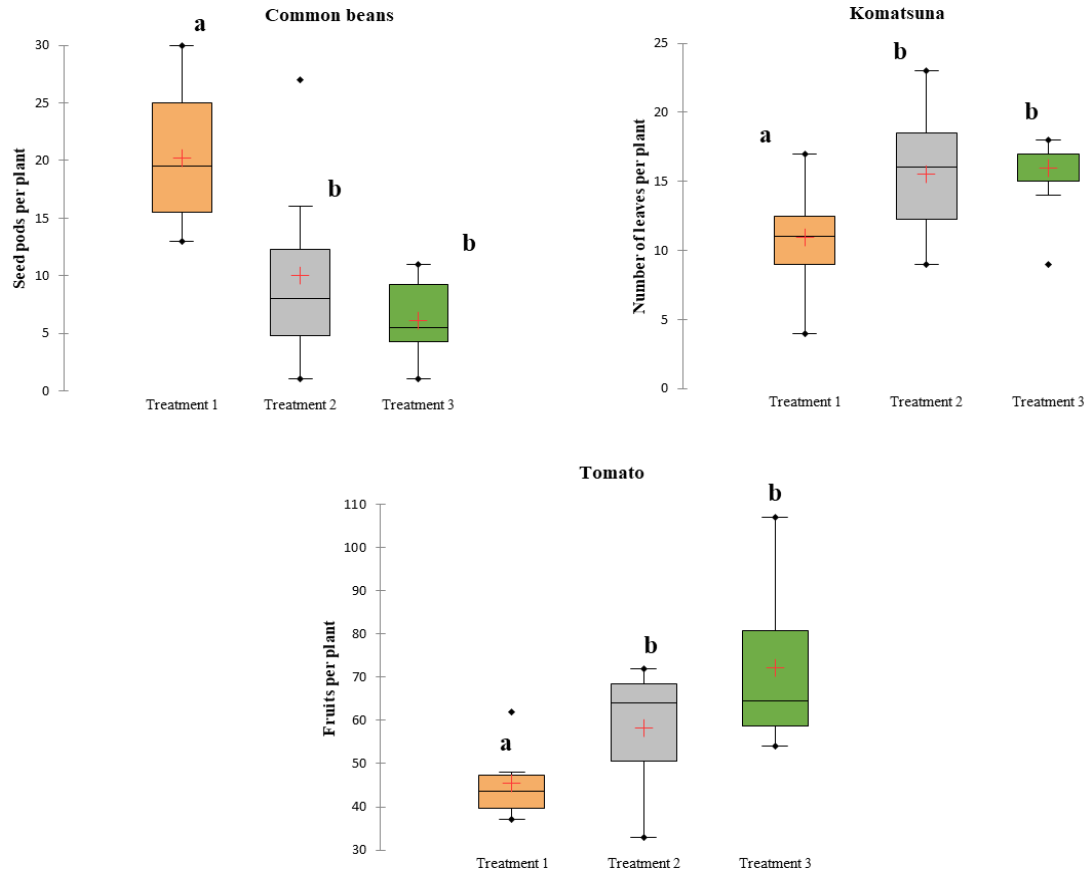 Common beans
a
b
b
Seed pods per plant
30
25
20
15
10
5
0
Treatment 1 Treatment 2 Treatment 3
Komatsuna
a
b
b
Number of leaves per plant
25
20
15
10
5
0
Treatment 1 Treatment 2 Treatment 3
Tomato
a
b
b
Fruits per plant
110
100
90
80
70
60
50
40
30
Treatment 1 Treatment 2 Treatment 3